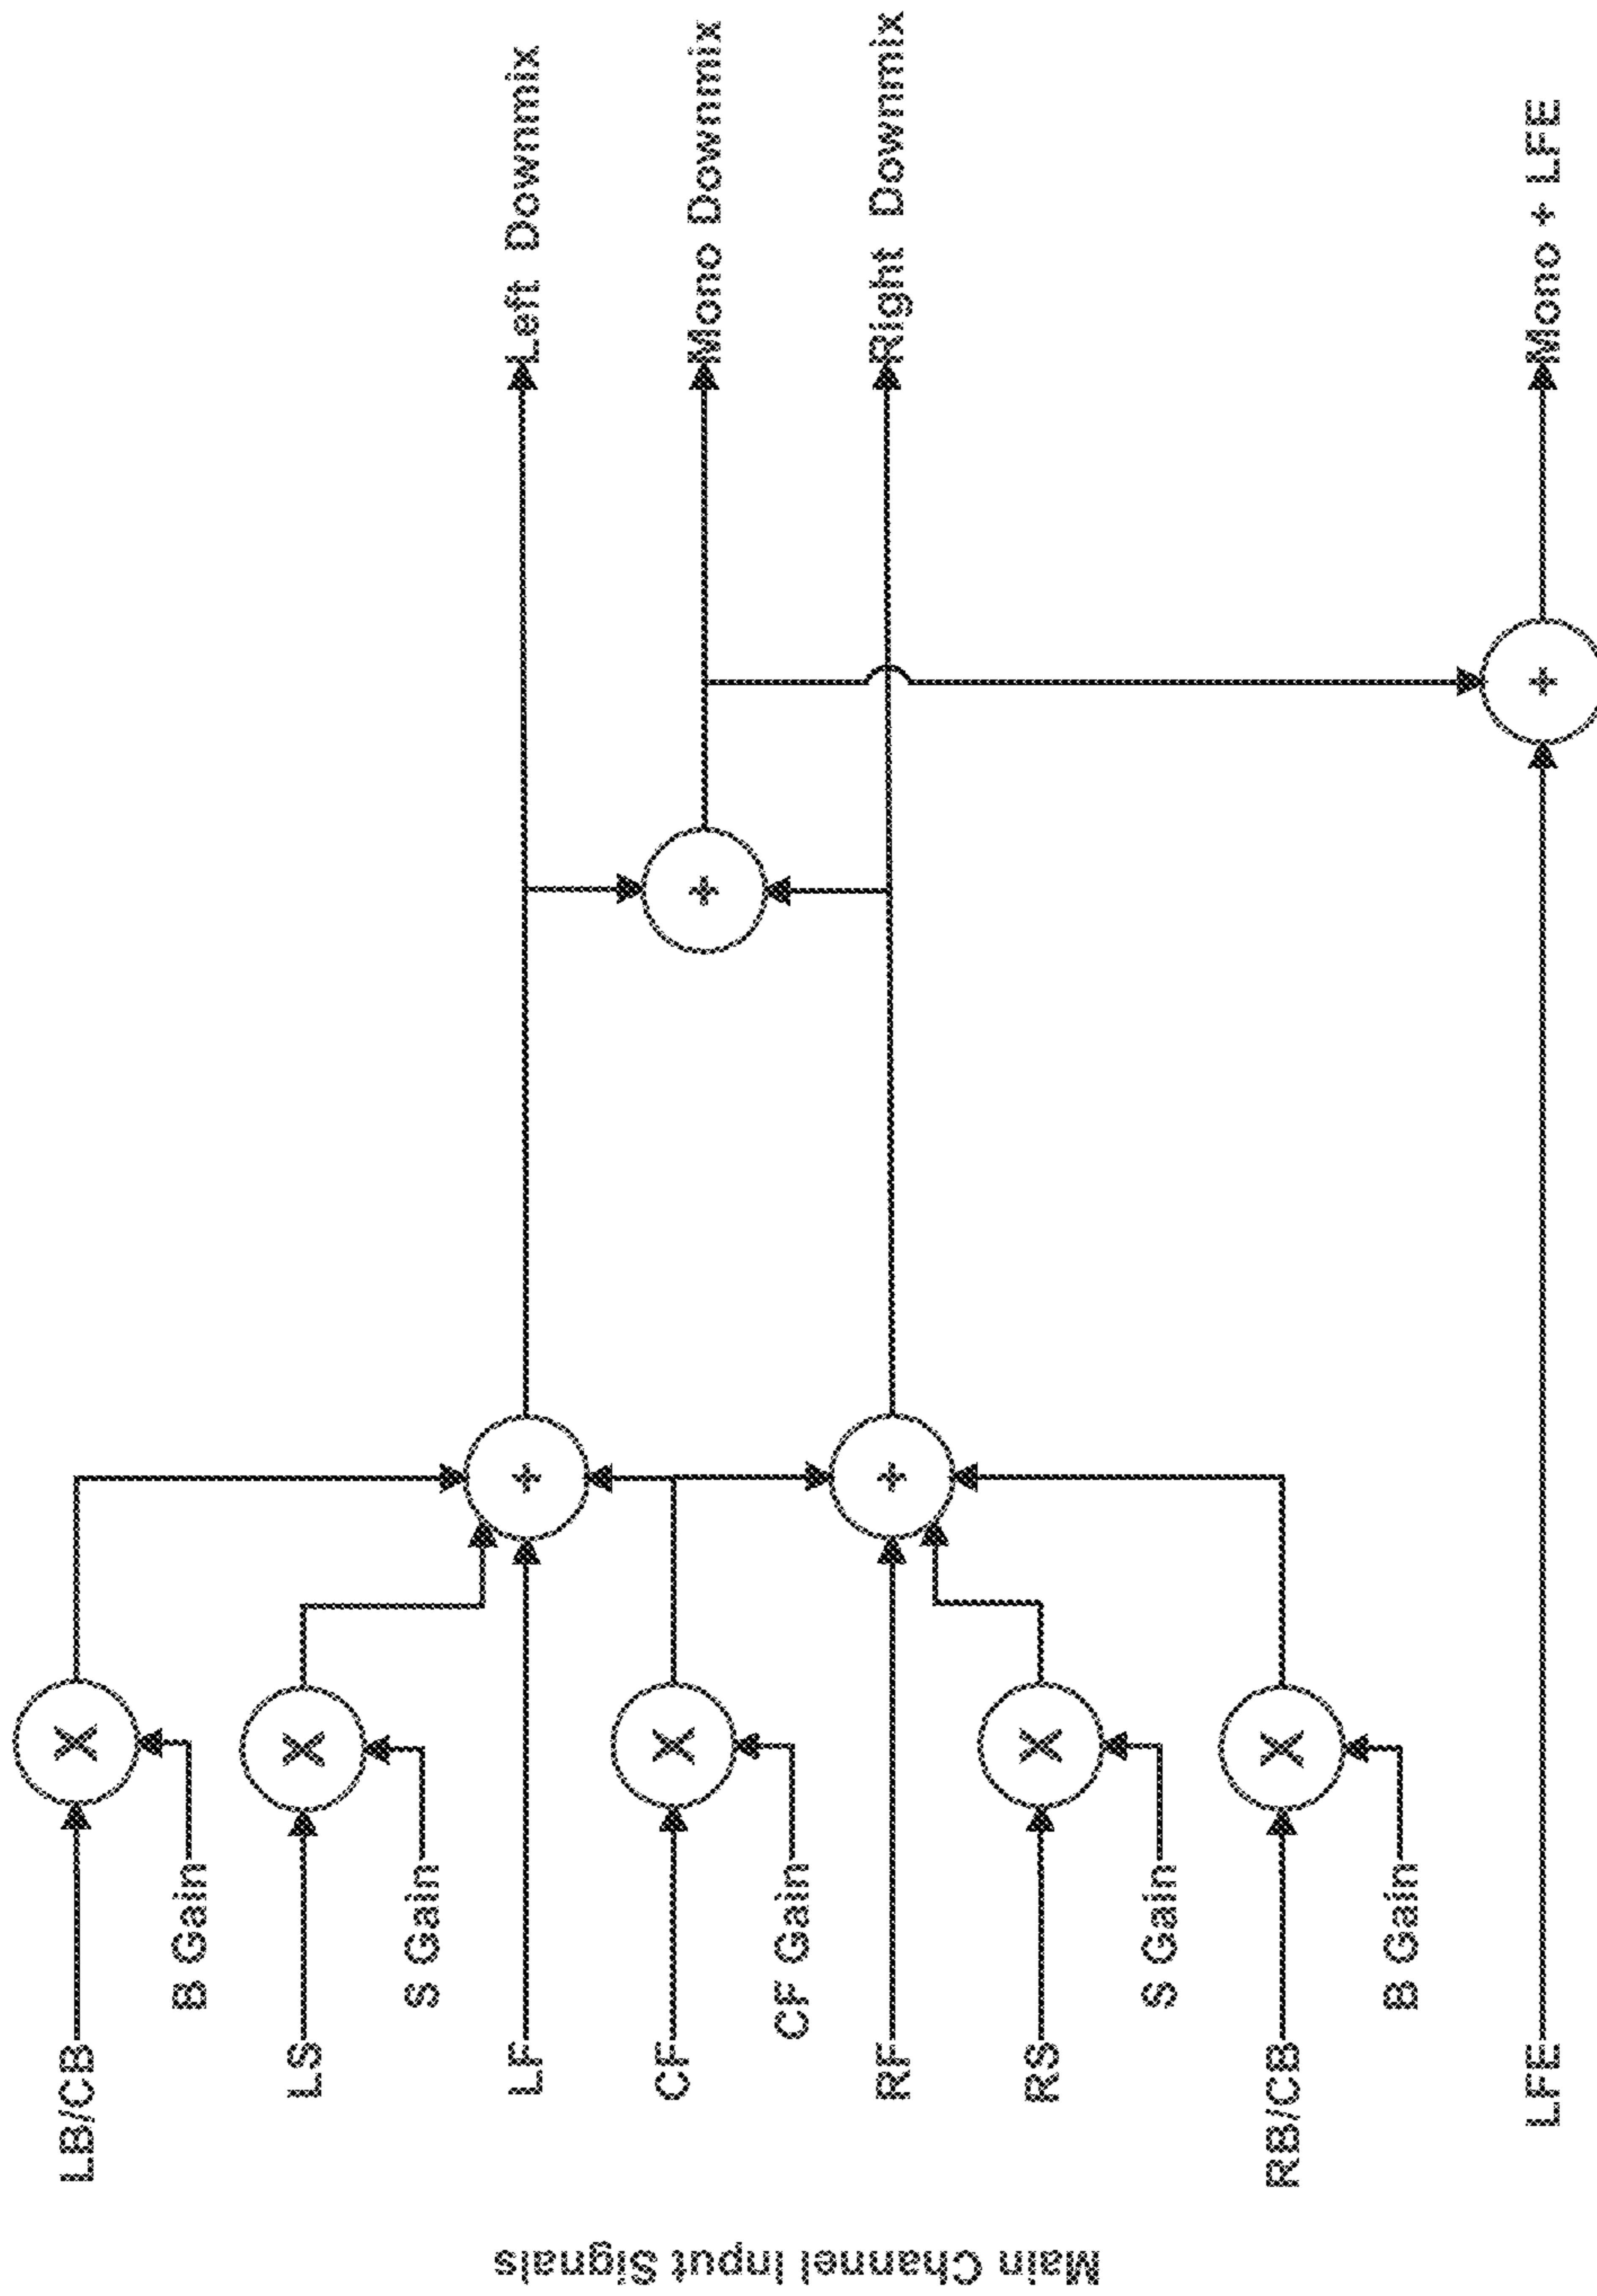 Main Channel Input Signals
LB/CB
B Gain
LS
S Gain
LF
CF
CF Gain
RF
RS
S Gain
RB/CB
B Gain
LFE
X
X
X
X
X
+
+
+
+
Left Downmix
Mono Downmix
Right Downmix
Mono + LFE